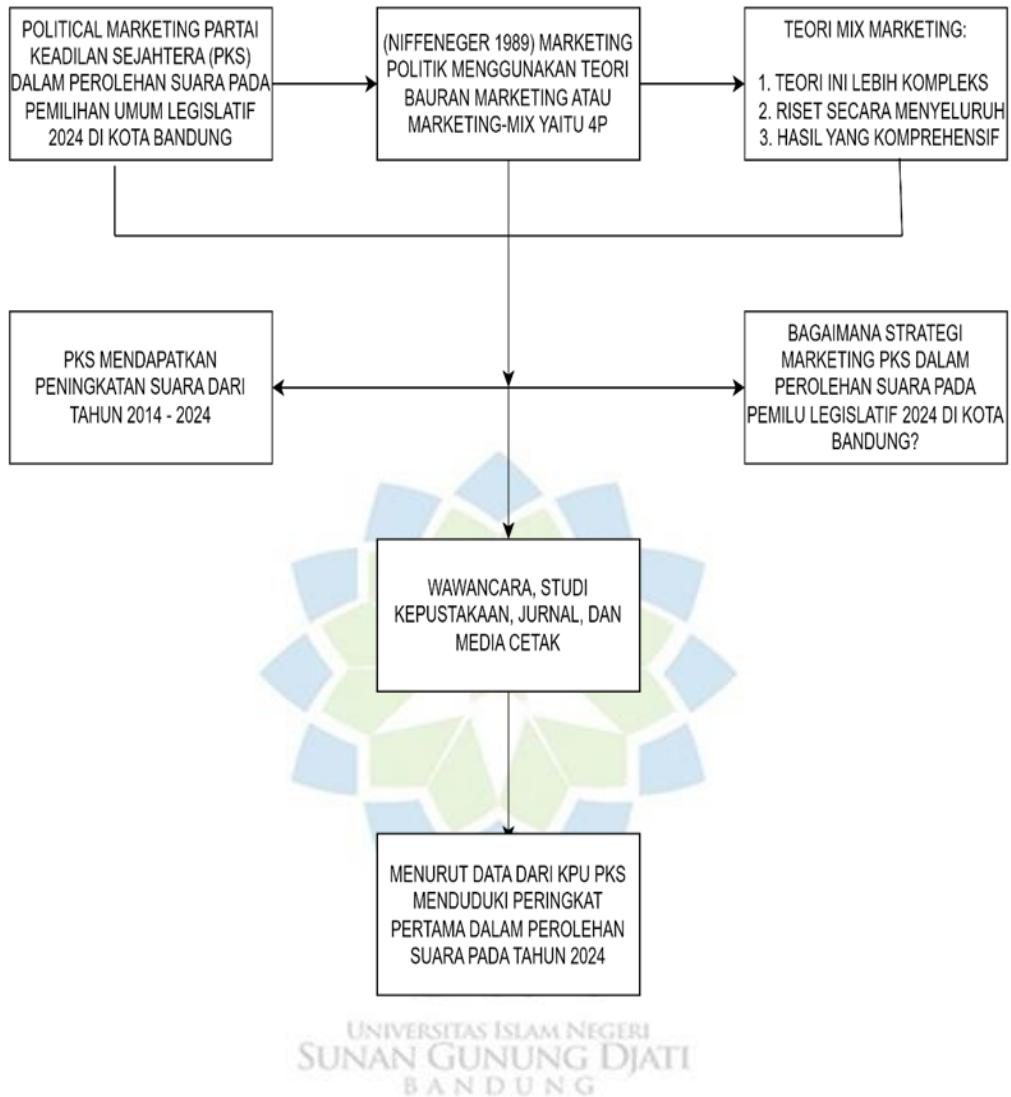 POLITICAL MARKETING PARTAI
KEADILAN SEJAHTERA (PKS)
DALAM PEROLEHAN SUARA PADA
PEMILIHAN UMUM LEGISLATIF
2024 DI KOTA BANDUNG
(NIFFENEGER 1989) MARKETING
POLITIK MENGGUNAKAN TEORI
BAURAN MARKETING ATAU
MARKETING-MIX YAITU 4P
TEORI MIX MARKETING:
1. TEORI INI LEBIH KOMPLEKS
2. RISET SECARA MENYELURUH
3. HASIL YANG KOMPREHENSIF
PKS MENDAPATKAN
PENINGKATAN SUARA DARI
TAHUN 2014 - 2024
BAGAIMANA STRATEGI
MARKETING PKS DALAM
PEROLEHAN SUARA PADA
PEMILU LEGISLATIF 2024 DI KOTA
BANDUNG?
WAWANCARA, STUDI
KEPUSTAKAAN, JURNAL, DAN
MEDIA CETAK
MENURUT DATA DARI KPU PKS
MENDUDUKI PERINGKAT
PERTAMA DALAM PEROLEHAN
SUARA PADA TAHUN 2024
UNIVERSITAS ISLAM NEGERI
SUNAN GUNUNG DJATI
BANDUNG